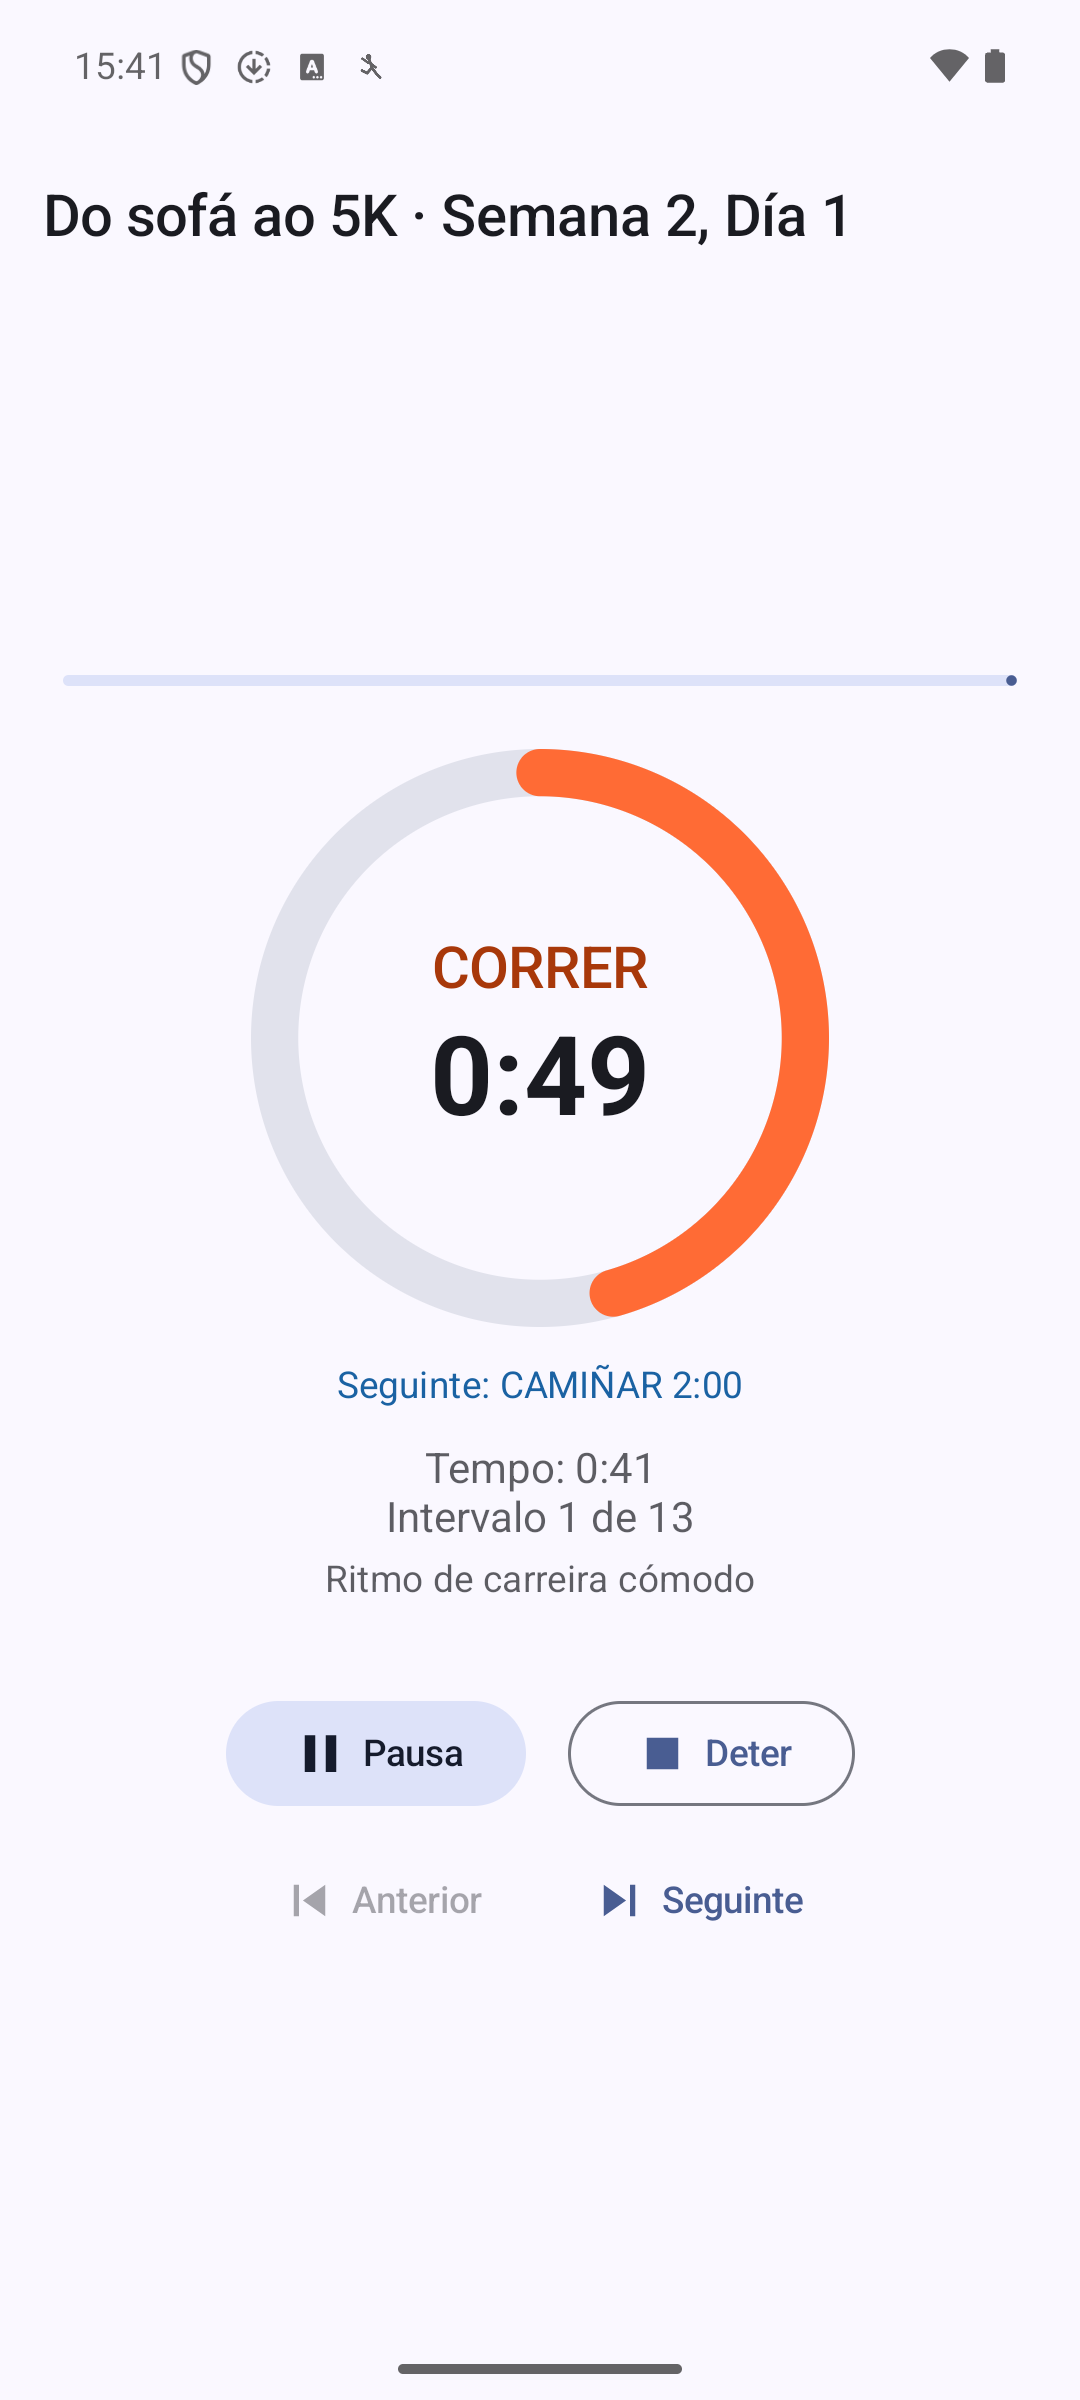 15:41
Do sofá ao 5K · Semana 2, Día 1
CORRER
0:49
Seguinte: CAMIÑAR 2:00
Tempo: 0:41
Intervalo 1 de 13
Ritmo de carreira cómodo
Pausa
Deter
Anterior
Seguinte